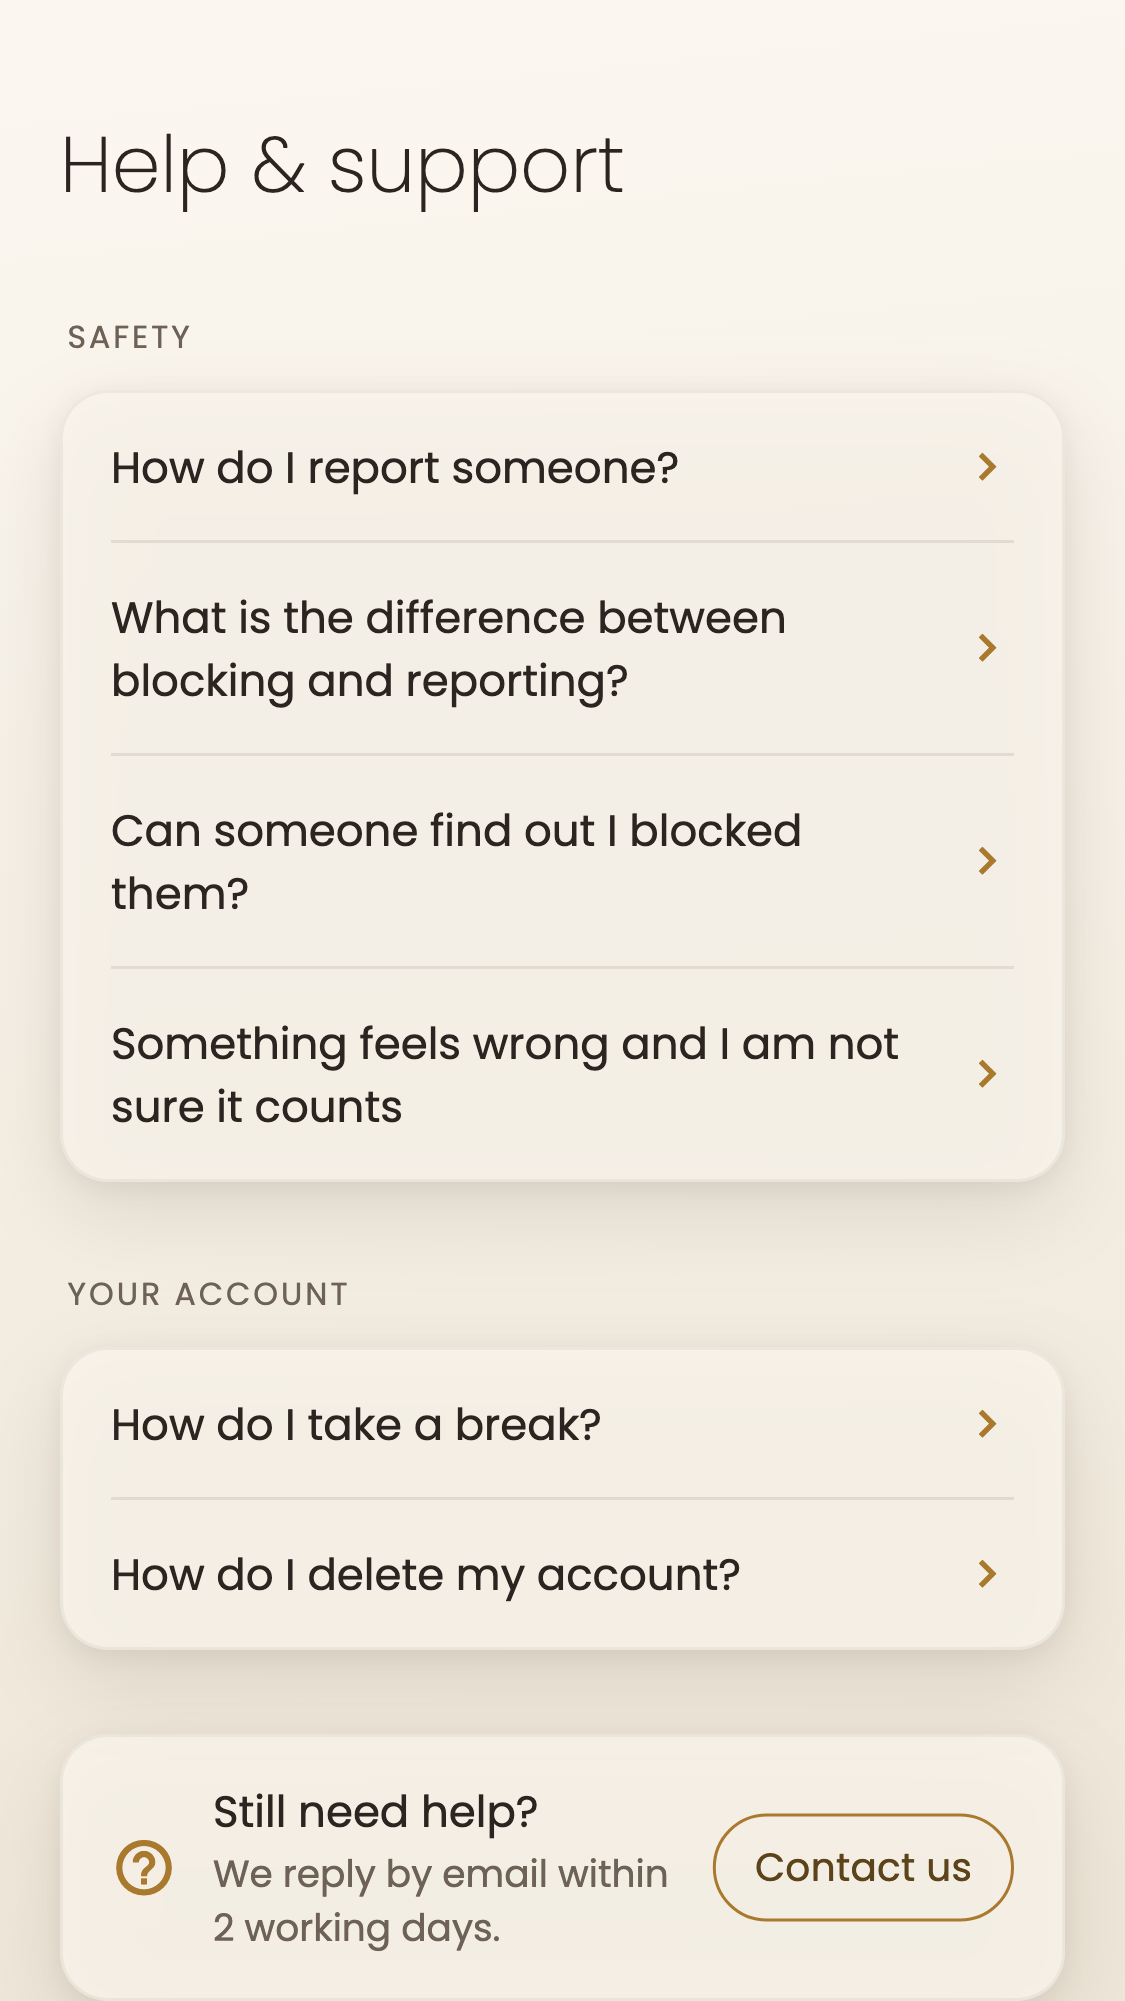 Help & support
SAFETY
How do I report someone?
What is the difference between
blocking and reporting?
Can someone find out I blocked
them?
Something feels wrong and I am not
sure it counts
YOUR ACCOUNT
How do I take a break?
How do I delete my account?
Still need help?
We reply by email within
2 working days.
Contact us